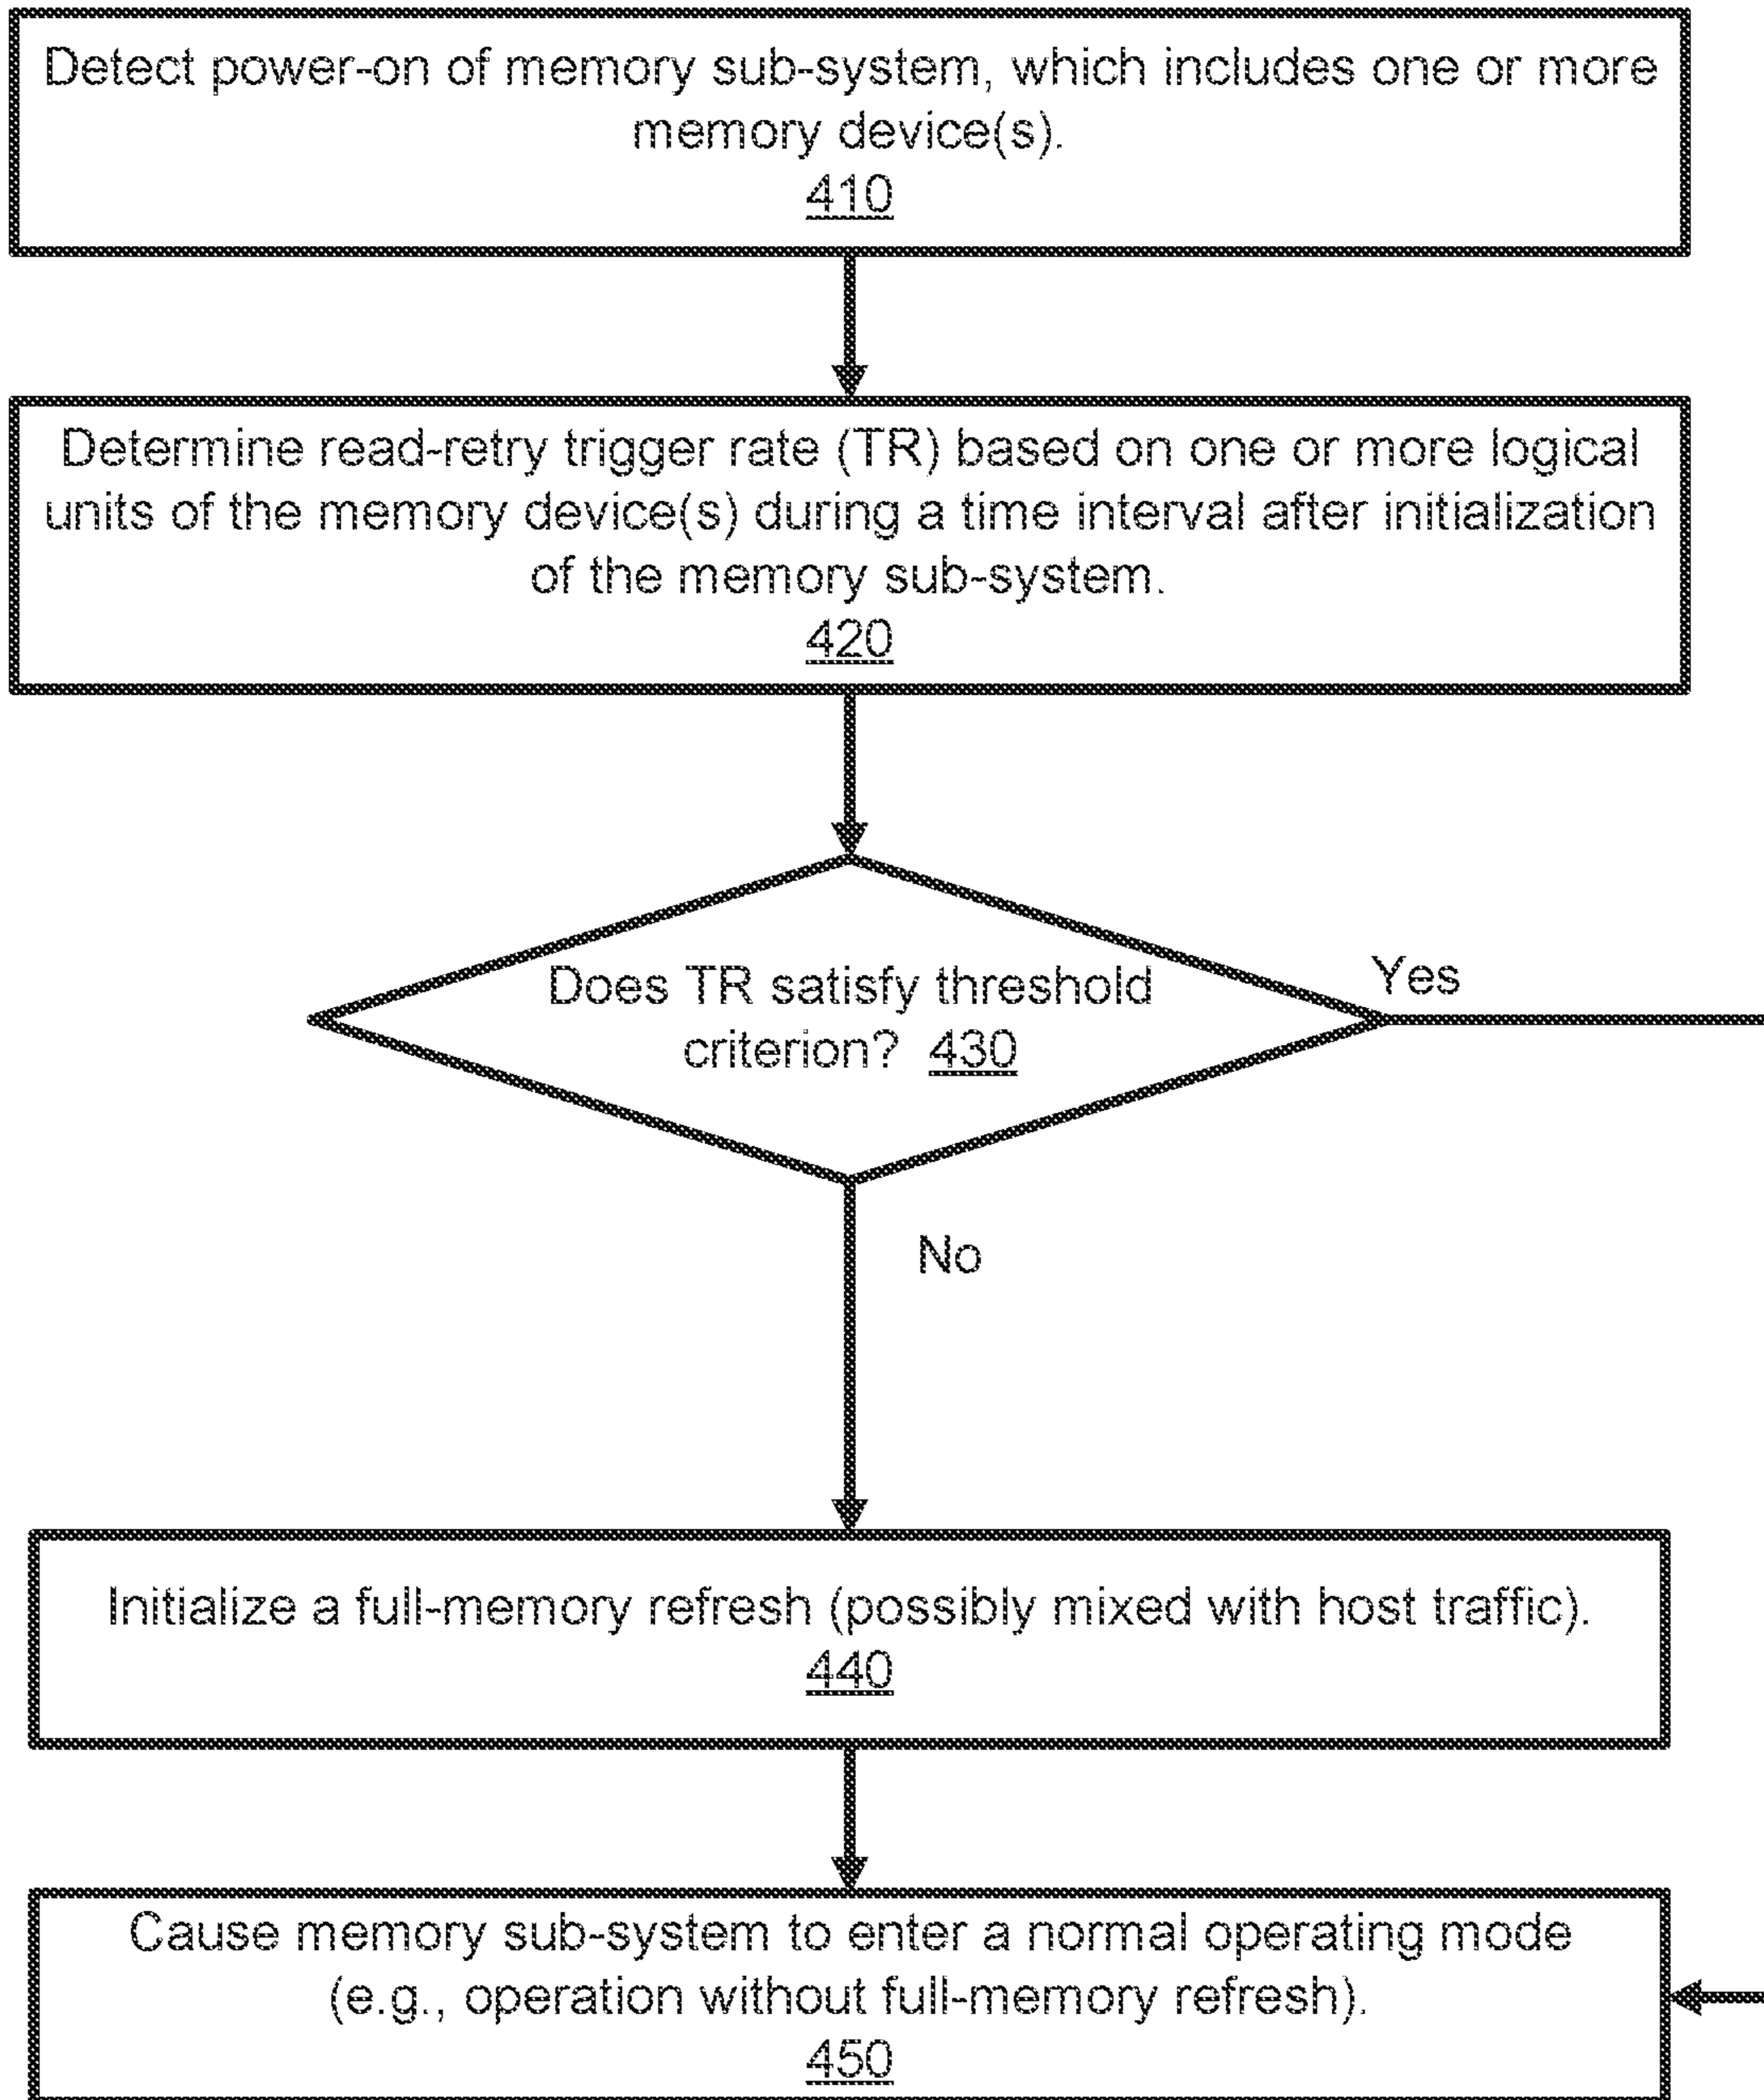 Detect power-on of memory sub-system, which includes one or more
memory device(s).
410
Determine read-retry trigger rate (TR) based on one or more logical
units of the memory device(s) during a time interval after initialization
of the memory sub-system.
420
Does TR satisfy threshold
criterion? 430
Yes
No
Initialize a full-memory refresh (possibly mixed with host traffic).
440
Cause memory sub-system to enter a normal operating mode
(e.g., operation without full-memory refresh).
450